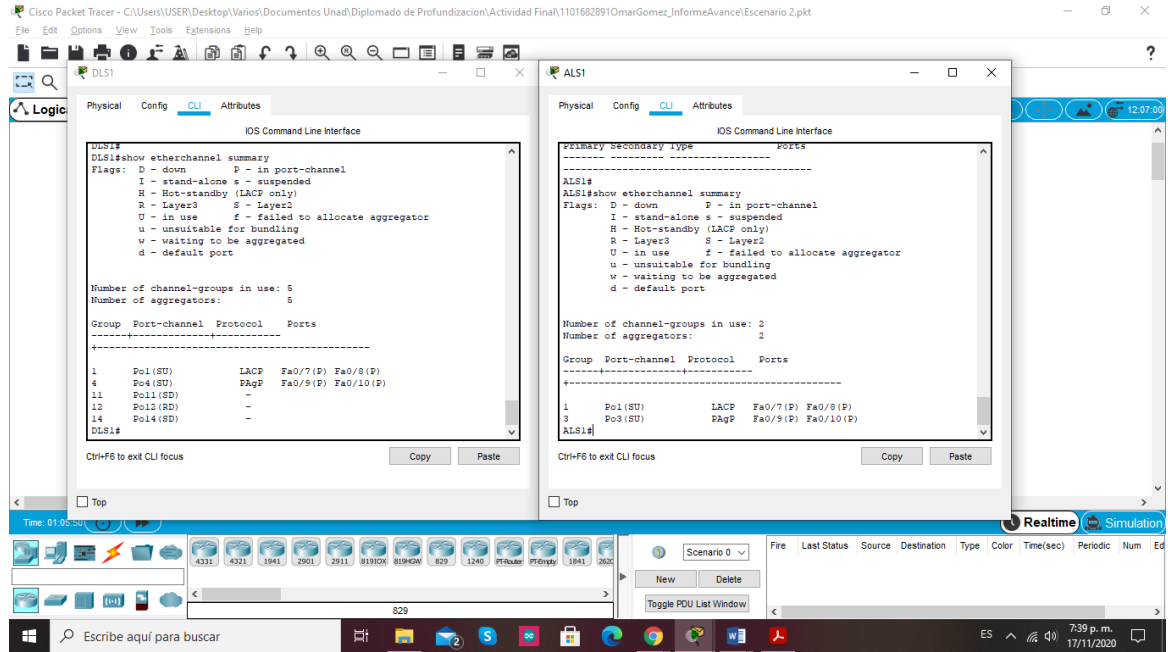 Cisco Packet Tracer - C:\Users\USER\Desktop\Varios\Documentos Unad\Diplomado de Profundizacion\Actividad Final\1101682891OmarGomez_InformeAvance\Escenario 2.pkt
File Edit Options View Tools Extensions Help
?
Logic
12:07:00
DLS1
Physical Config CLI Attributes
IOS Command Line Interface
DLS1#
DLS1#show etherchannel summary
Flags: D - down P - in port-channel
I - stand-alone s - suspended
H - Hot-standby (LACP only)
R - Layer3 S - Layer2
U - in use f - failed to allocate aggregator
u - unsuitable for bundling
w - waiting to be aggregated
d - default port
Number of channel-groups in use: 5
Number of aggregators: 5
Group Port-channel Protocol Ports
------+-------------+-----------
+----------------------------------------------
1 Po1(SU) LACP Fa0/7(P) Fa0/8(P)
4 Po4(SU) PAgP Fa0/9(P) Fa0/10(P)
11 Po11(SD) -
12 Po12(RD) -
14 Po14(SD) -
DLS1#
Ctrl+F6 to exit CLI focus Copy Paste
Top
ALS1
Physical Config CLI Attributes
IOS Command Line Interface
Primary Secondary Type Ports
------- --------- -----------------
------------------------------------------
ALS1#
ALS1#show etherchannel summary
Flags: D - down P - in port-channel
I - stand-alone s - suspended
H - Hot-standby (LACP only)
R - Layer3 S - Layer2
U - in use f - failed to allocate aggregator
u - unsuitable for bundling
w - waiting to be aggregated
d - default port
Number of channel-groups in use: 2
Number of aggregators: 2
Group Port-channel Protocol Ports
------+-------------+-----------
+----------------------------------------------
1 Po1(SU) LACP Fa0/7(P) Fa0/8(P)
3 Po3(SU) PAgP Fa0/9(P) Fa0/10(P)
ALS1#
Ctrl+F6 to exit CLI focus Copy Paste
Top
Time: 01:05:50
Realtime Simulation
4331 4321 1941 2901 2911 819IOX 819HGW 829 1240 PT-Router PT-Empty 1841 262
829
Scenario 0
New Delete
Toggle PDU List Window
Fire Last Status Source Destination Type Color Time(sec) Periodic Num Ed
Escribe aquí para buscar
2
ES
7:39 p. m.
17/11/2020